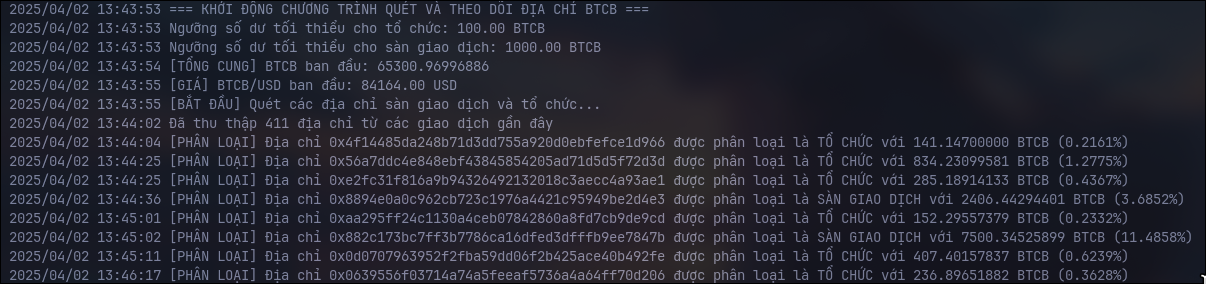 2025/04/02 13:43:53 === KHỞI ĐỘNG CHƯƠNG TRÌNH QUÉT VÀ THEO DÕI ĐỊA CHỈ BTCB ===
2025/04/02 13:43:53 Ngưỡng số dư tối thiểu cho tổ chức: 100.00 BTCB
2025/04/02 13:43:53 Ngưỡng số dư tối thiểu cho sàn giao dịch: 1000.00 BTCB
2025/04/02 13:43:54 [TỔNG CUNG] BTCB ban đầu: 65300.96996886
2025/04/02 13:43:55 [GIÁ] BTCB/USD ban đầu: 84164.00 USD
2025/04/02 13:43:55 [BẮT ĐẦU] Quét các địa chỉ sàn giao dịch và tổ chức...
2025/04/02 13:44:02 Đã thu thập 411 địa chỉ từ các giao dịch gần đây
2025/04/02 13:44:04 [PHÂN LOẠI] Địa chỉ 0x4f14485da248b71d3dd755a920d0ebfefce1d966 được phân loại là TỔ CHỨC với 141.14700000 BTCB (0.2161%)
2025/04/02 13:44:25 [PHÂN LOẠI] Địa chỉ 0x56a7ddc4e848ebf43845854205ad71d5d5f72d3d được phân loại là TỔ CHỨC với 834.23099581 BTCB (1.2775%)
2025/04/02 13:44:25 [PHÂN LOẠI] Địa chỉ 0xe2fc31f816a9b94326492132018c3aecc4a93ae1 được phân loại là TỔ CHỨC với 285.18914133 BTCB (0.4367%)
2025/04/02 13:44:36 [PHÂN LOẠI] Địa chỉ 0x8894e0a0c962cb723c1976a4421c95949be2d4e3 được phân loại là SÀN GIAO DỊCH với 2406.44294401 BTCB (3.6852%)
2025/04/02 13:45:01 [PHÂN LOẠI] Địa chỉ 0xaa295ff24c1130a4ceb07842860a8fd7cb9de9cd được phân loại là TỔ CHỨC với 152.29557379 BTCB (0.2332%)
2025/04/02 13:45:02 [PHÂN LOẠI] Địa chỉ 0x882c173bc7ff3b7786ca16dfed3dfffb9ee7847b được phân loại là SÀN GIAO DỊCH với 7500.34525899 BTCB (11.4858%)
2025/04/02 13:45:11 [PHÂN LOẠI] Địa chỉ 0x0d0707963952f2fba59dd06f2b425ace40b492fe được phân loại là TỔ CHỨC với 407.40157837 BTCB (0.6239%)
2025/04/02 13:46:17 [PHÂN LOẠI] Địa chỉ 0x0639556f03714a74a5feeaf5736a4a64ff70d206 được phân loại là TỔ CHỨC với 236.89651882 BTCB (0.3628%)